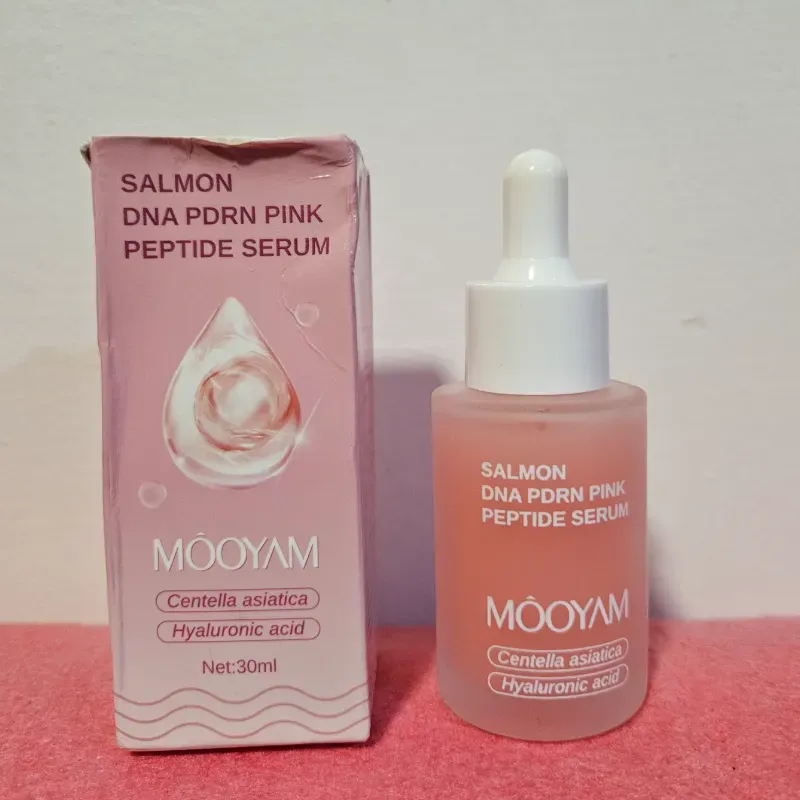 SALMON
DNA PDRN PINK
PEPTIDE SERUM
MÔOYAM
Centella asiatica
Hyaluronic acid
Net:30ml
SALMON
DNA PDRN PINK
PEPTIDE SERUM
MÔOYAM
Centella asiatica
Hyaluronic acid